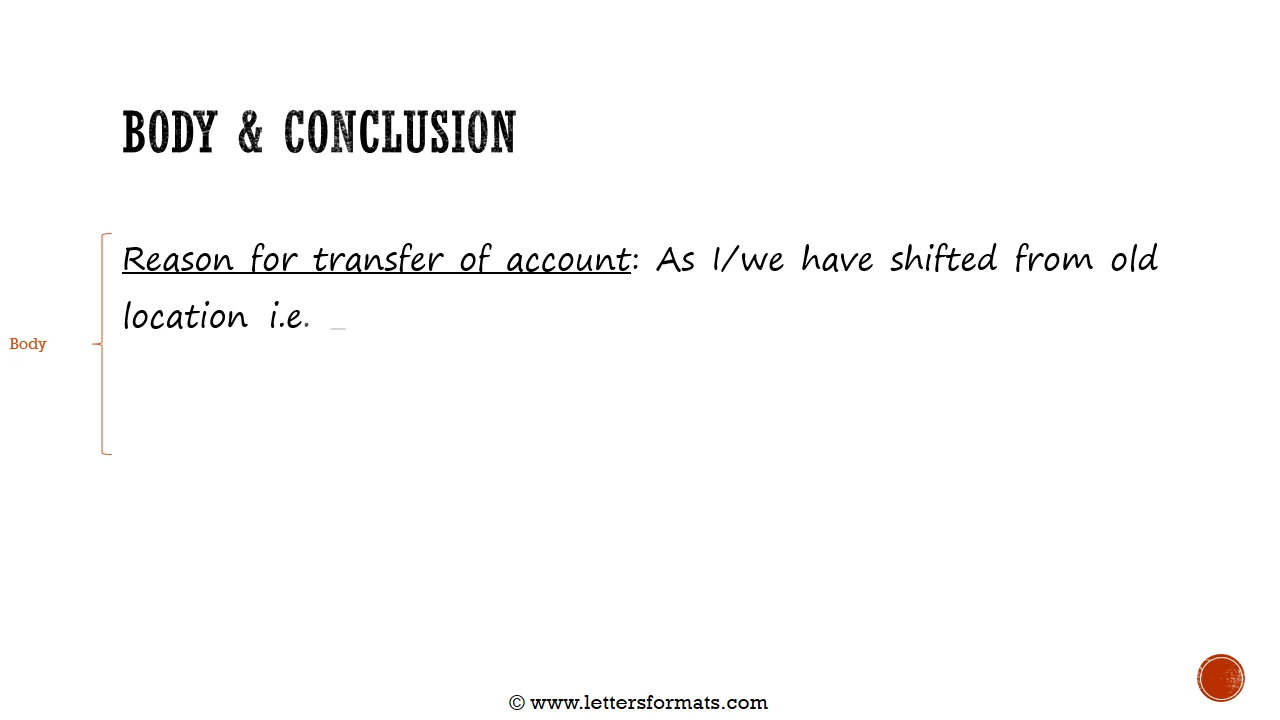 BODY & CONCLUSION
Reason for transfer of account: As I/we have shifted from old
location i.e. _
Body
© www.lettersformats.com